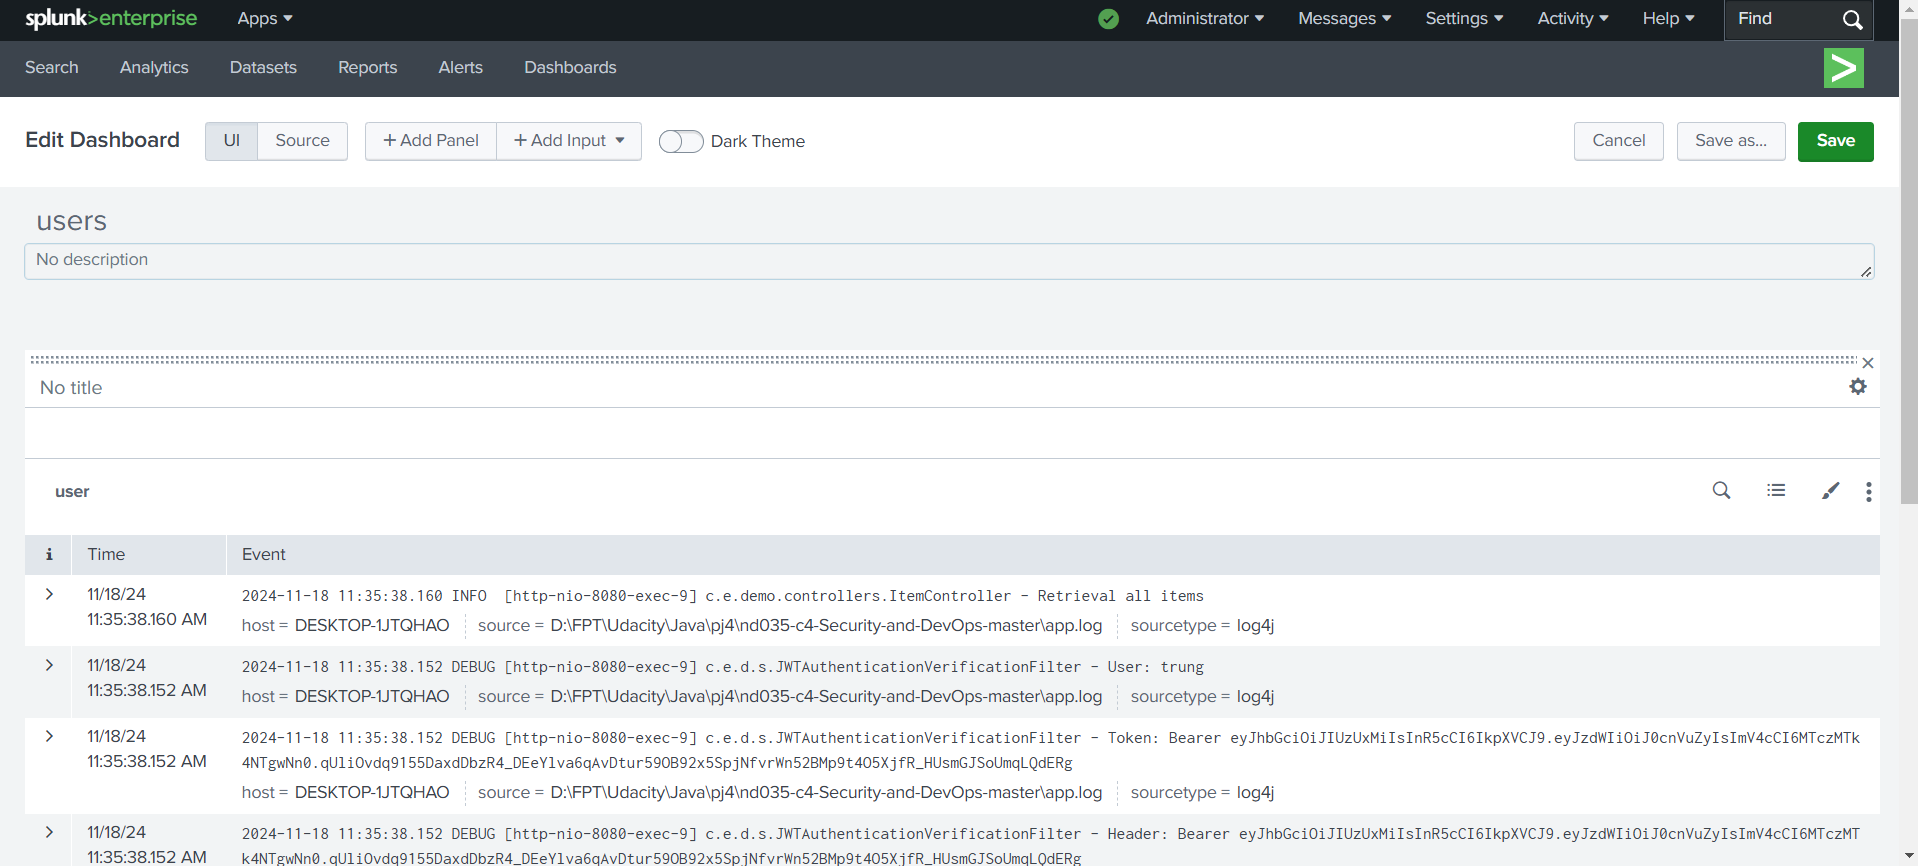 splunk>enterprise Apps Administrator Messages Settings Activity Help Find
Search Analytics Datasets Reports Alerts Dashboards
Edit Dashboard UI Source + Add Panel + Add Input Dark Theme Cancel Save as... Save
users
No description
No title
user
i Time Event
11/18/24 2024-11-18 11:35:38.160 INFO  [http-nio-8080-exec-9] c.e.demo.controllers.ItemController - Retrieval all items
11:35:38.160 AM host = DESKTOP-1JTQHAO source = D:\FPT\Udacity\Java\pj4\nd035-c4-Security-and-DevOps-master\app.log sourcetype = log4j
11/18/24 2024-11-18 11:35:38.152 DEBUG [http-nio-8080-exec-9] c.e.d.s.JWTAuthenticationVerificationFilter - User: trung
11:35:38.152 AM host = DESKTOP-1JTQHAO source = D:\FPT\Udacity\Java\pj4\nd035-c4-Security-and-DevOps-master\app.log sourcetype = log4j
11/18/24 2024-11-18 11:35:38.152 DEBUG [http-nio-8080-exec-9] c.e.d.s.JWTAuthenticationVerificationFilter - Token: Bearer eyJhbGciOiJIUzUxMiIsInR5cCI6IkpXVCJ9.eyJzdWIiOiJ0cnVuZyIsImV4cCI6MTczMTk
11:35:38.152 AM 4NTgwNn0.qUliOvdq9155DaxdDbzR4_DEeYlva6qAvDtur59OB92x5SpjNfvrWn52BMp9t4O5XjfR_HUsmGJSoUmqLQdERg
host = DESKTOP-1JTQHAO source = D:\FPT\Udacity\Java\pj4\nd035-c4-Security-and-DevOps-master\app.log sourcetype = log4j
11/18/24 2024-11-18 11:35:38.152 DEBUG [http-nio-8080-exec-9] c.e.d.s.JWTAuthenticationVerificationFilter - Header: Bearer eyJhbGciOiJIUzUxMiIsInR5cCI6IkpXVCJ9.eyJzdWIiOiJ0cnVuZyIsImV4cCI6MTczMT
11:35:38.152 AM k4NTgwNn0.qUliOvdq9155DaxdDbzR4_DEeYlva6qAvDtur59OB92x5SpjNfvrWn52BMp9t4O5XjfR_HUsmGJSoUmqLQdERg